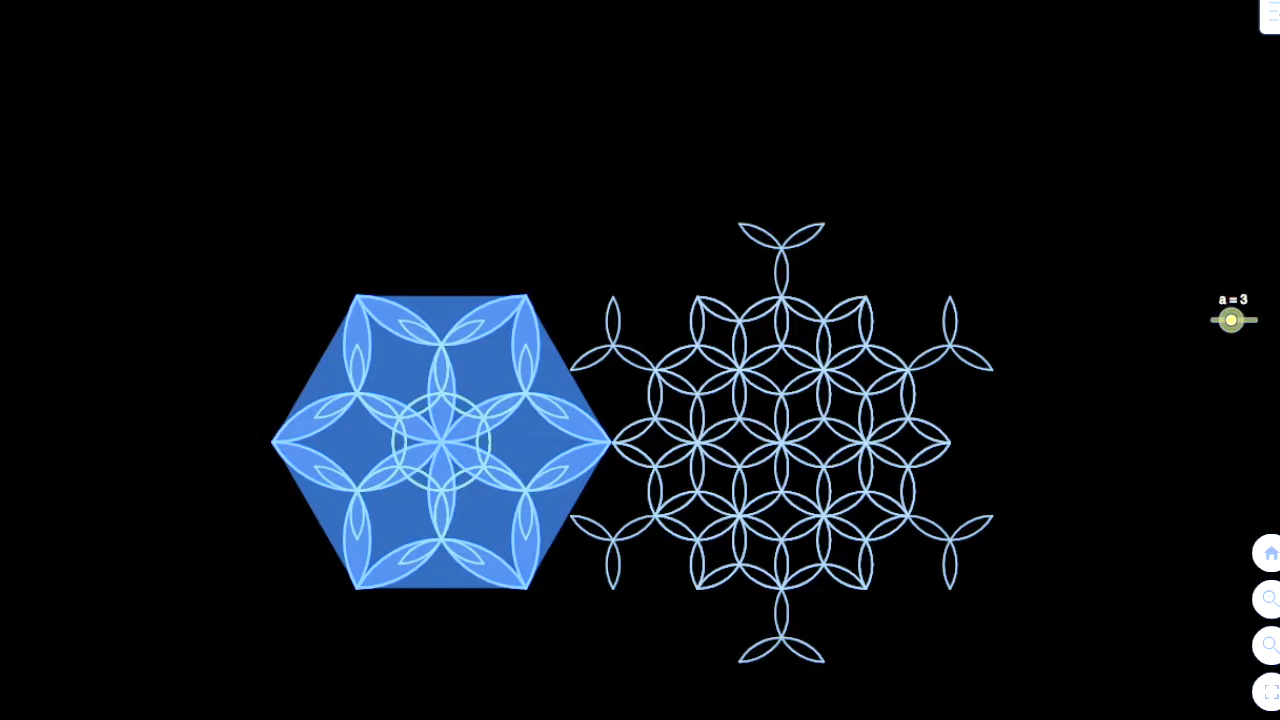 a = 3